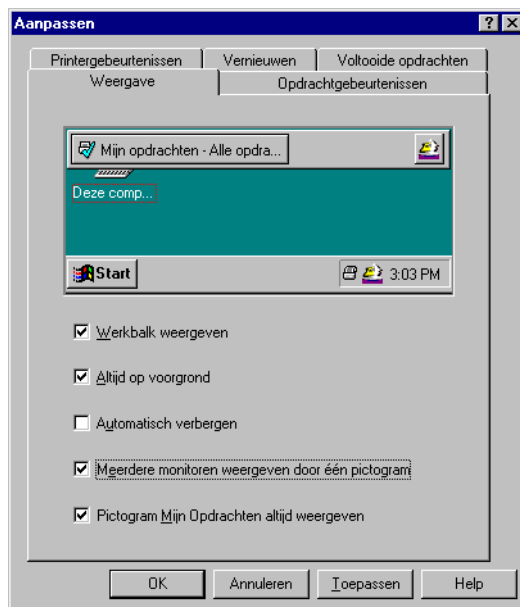 Aanpassen
Printergebeurtenissen Vernieuwen Voltooide opdrachten
Weergave Opdrachtgebeurtenissen
Mijn opdrachten - Alle opdra...
Deze comp...
Start 3:03 PM
Werkbalk weergeven
Altijd op voorgrond
Automatisch verbergen
Meerdere monitoren weergeven door één pictogram
Pictogram Mijn Opdrachten altijd weergeven
OK Annuleren Toepassen Help